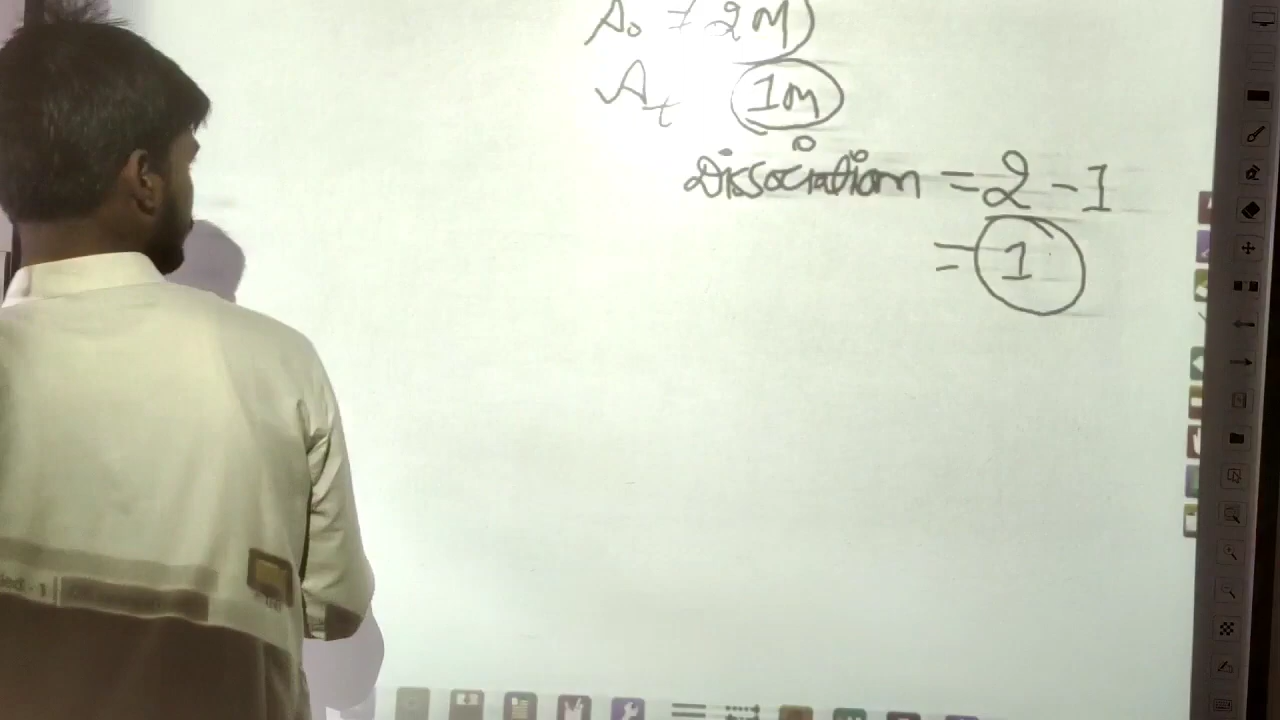 A₀ = 2M)
Aₜ 1M
Dissociation = 2 - 1
= 1